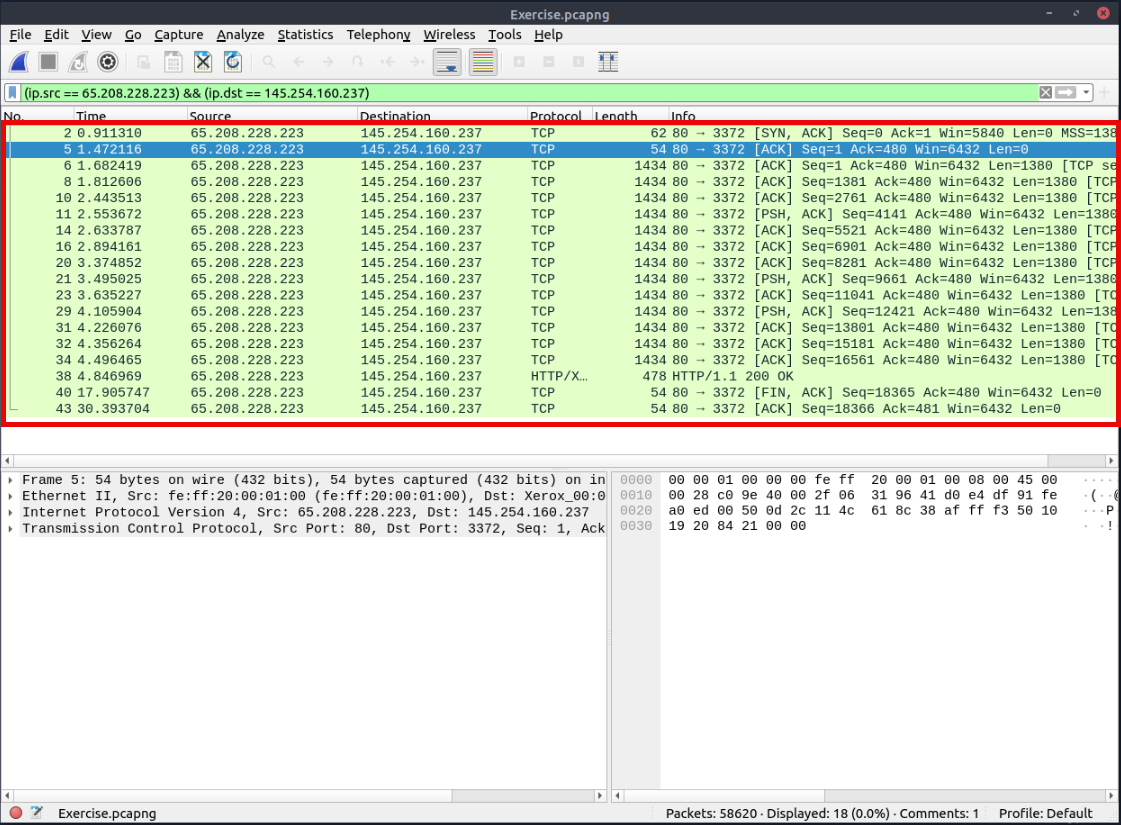 Exercise.pcapng
File Edit View Go Capture Analyze Statistics Telephony Wireless Tools Help
(ip.src == 65.208.228.223) && (ip.dst == 145.254.160.237)
No. Time Source Destination Protocol Length Info
2 0.911310 65.208.228.223 145.254.160.237 TCP 62 80 → 3372 [SYN, ACK] Seq=0 Ack=1 Win=5840 Len=0 MSS=138
5 1.472116 65.208.228.223 145.254.160.237 TCP 54 80 → 3372 [ACK] Seq=1 Ack=480 Win=6432 Len=0
6 1.682419 65.208.228.223 145.254.160.237 TCP 1434 80 → 3372 [ACK] Seq=1 Ack=480 Win=6432 Len=1380 [TCP se
8 1.812606 65.208.228.223 145.254.160.237 TCP 1434 80 → 3372 [ACK] Seq=1381 Ack=480 Win=6432 Len=1380 [TCP
10 2.443513 65.208.228.223 145.254.160.237 TCP 1434 80 → 3372 [ACK] Seq=2761 Ack=480 Win=6432 Len=1380 [TCP
11 2.553672 65.208.228.223 145.254.160.237 TCP 1434 80 → 3372 [PSH, ACK] Seq=4141 Ack=480 Win=6432 Len=1380
14 2.633787 65.208.228.223 145.254.160.237 TCP 1434 80 → 3372 [ACK] Seq=5521 Ack=480 Win=6432 Len=1380 [TCP
16 2.894161 65.208.228.223 145.254.160.237 TCP 1434 80 → 3372 [ACK] Seq=6901 Ack=480 Win=6432 Len=1380 [TCP
20 3.374852 65.208.228.223 145.254.160.237 TCP 1434 80 → 3372 [ACK] Seq=8281 Ack=480 Win=6432 Len=1380 [TCP
21 3.495025 65.208.228.223 145.254.160.237 TCP 1434 80 → 3372 [PSH, ACK] Seq=9661 Ack=480 Win=6432 Len=1380
23 3.635227 65.208.228.223 145.254.160.237 TCP 1434 80 → 3372 [ACK] Seq=11041 Ack=480 Win=6432 Len=1380 [TC
29 4.105904 65.208.228.223 145.254.160.237 TCP 1434 80 → 3372 [PSH, ACK] Seq=12421 Ack=480 Win=6432 Len=138
31 4.226076 65.208.228.223 145.254.160.237 TCP 1434 80 → 3372 [ACK] Seq=13801 Ack=480 Win=6432 Len=1380 [TC
32 4.356264 65.208.228.223 145.254.160.237 TCP 1434 80 → 3372 [ACK] Seq=15181 Ack=480 Win=6432 Len=1380 [TC
34 4.496465 65.208.228.223 145.254.160.237 TCP 1434 80 → 3372 [ACK] Seq=16561 Ack=480 Win=6432 Len=1380 [TC
38 4.846969 65.208.228.223 145.254.160.237 HTTP/X… 478 HTTP/1.1 200 OK
40 17.905747 65.208.228.223 145.254.160.237 TCP 54 80 → 3372 [FIN, ACK] Seq=18365 Ack=480 Win=6432 Len=0
43 30.393704 65.208.228.223 145.254.160.237 TCP 54 80 → 3372 [ACK] Seq=18366 Ack=481 Win=6432 Len=0
Frame 5: 54 bytes on wire (432 bits), 54 bytes captured (432 bits) on in
Ethernet II, Src: fe:ff:20:00:01:00 (fe:ff:20:00:01:00), Dst: Xerox_00:0
Internet Protocol Version 4, Src: 65.208.228.223, Dst: 145.254.160.237
Transmission Control Protocol, Src Port: 80, Dst Port: 3372, Seq: 1, Ack
0000 00 00 01 00 00 00 fe ff 20 00 01 00 08 00 45 00 ·····
0010 00 28 c0 9e 40 00 2f 06 31 96 41 d0 e4 df 91 fe ·(··@
0020 a0 ed 00 50 0d 2c 11 4c 61 8c 38 af ff f3 50 10 ···P
0030 19 20 84 21 00 00 · ·!
Exercise.pcapng
Packets: 58620 · Displayed: 18 (0.0%) · Comments: 1
Profile: Default